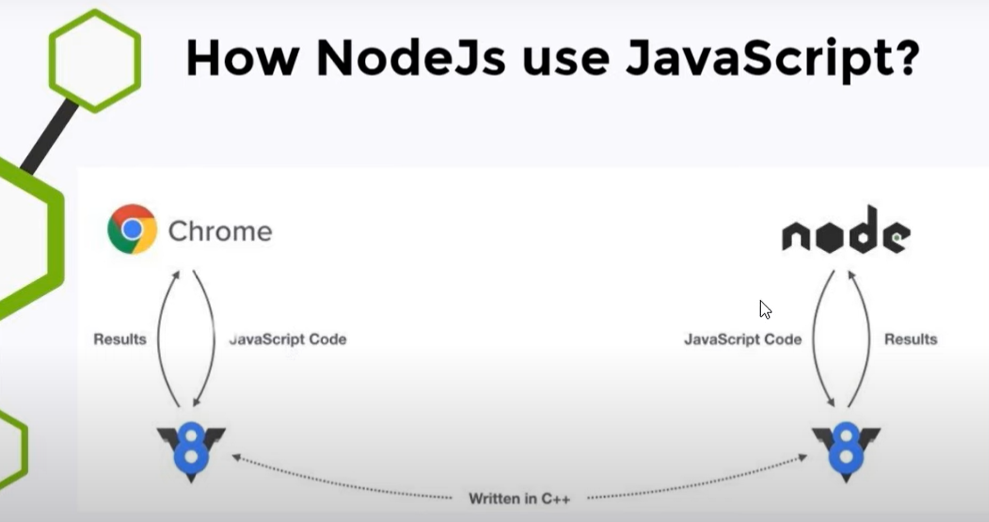 How NodeJs use JavaScript?
Chrome
node
Results
JavaScript Code
JavaScript Code
Results
8
8
Written in C++